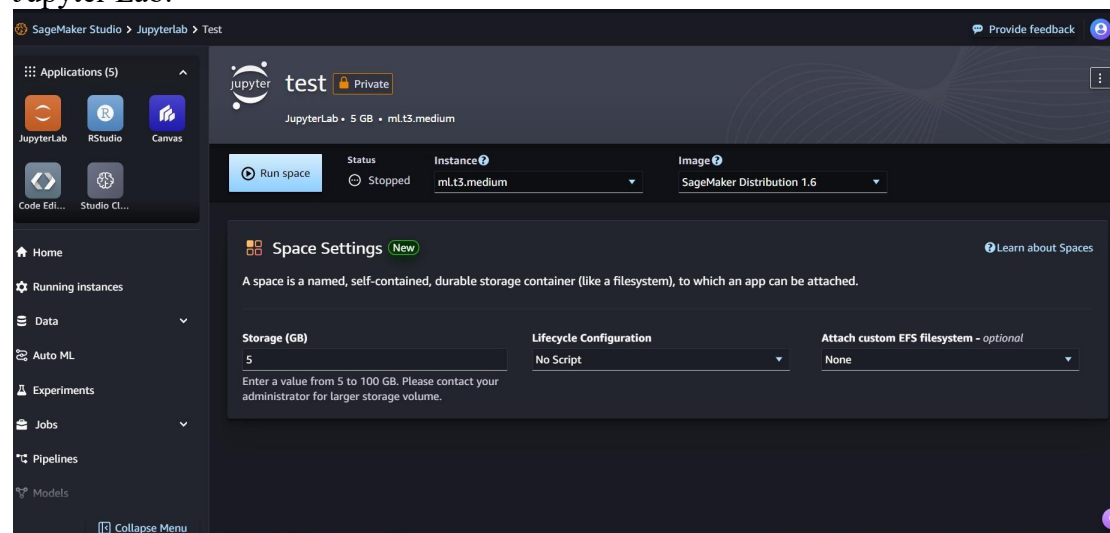 Jupyter Lab.
SageMaker Studio > Jupyterlab > Test
Provide feedback
Applications (5)
JupyterLab
RStudio
Canvas
Code Edi...
Studio Cl...
Home
Running instances
Data
Auto ML
Experiments
Jobs
Pipelines
Models
Collapse Menu
jupyter
test
Private
JupyterLab • 5 GB • ml.t3.medium
Run space
Status
Stopped
Instance
ml.t3.medium
Image
SageMaker Distribution 1.6
Space Settings New
Learn about Spaces
A space is a named, self-contained, durable storage container (like a filesystem), to which an app can be attached.
Storage (GB)
5
Enter a value from 5 to 100 GB. Please contact your
administrator for larger storage volume.
Lifecycle Configuration
No Script
Attach custom EFS filesystem - optional
None